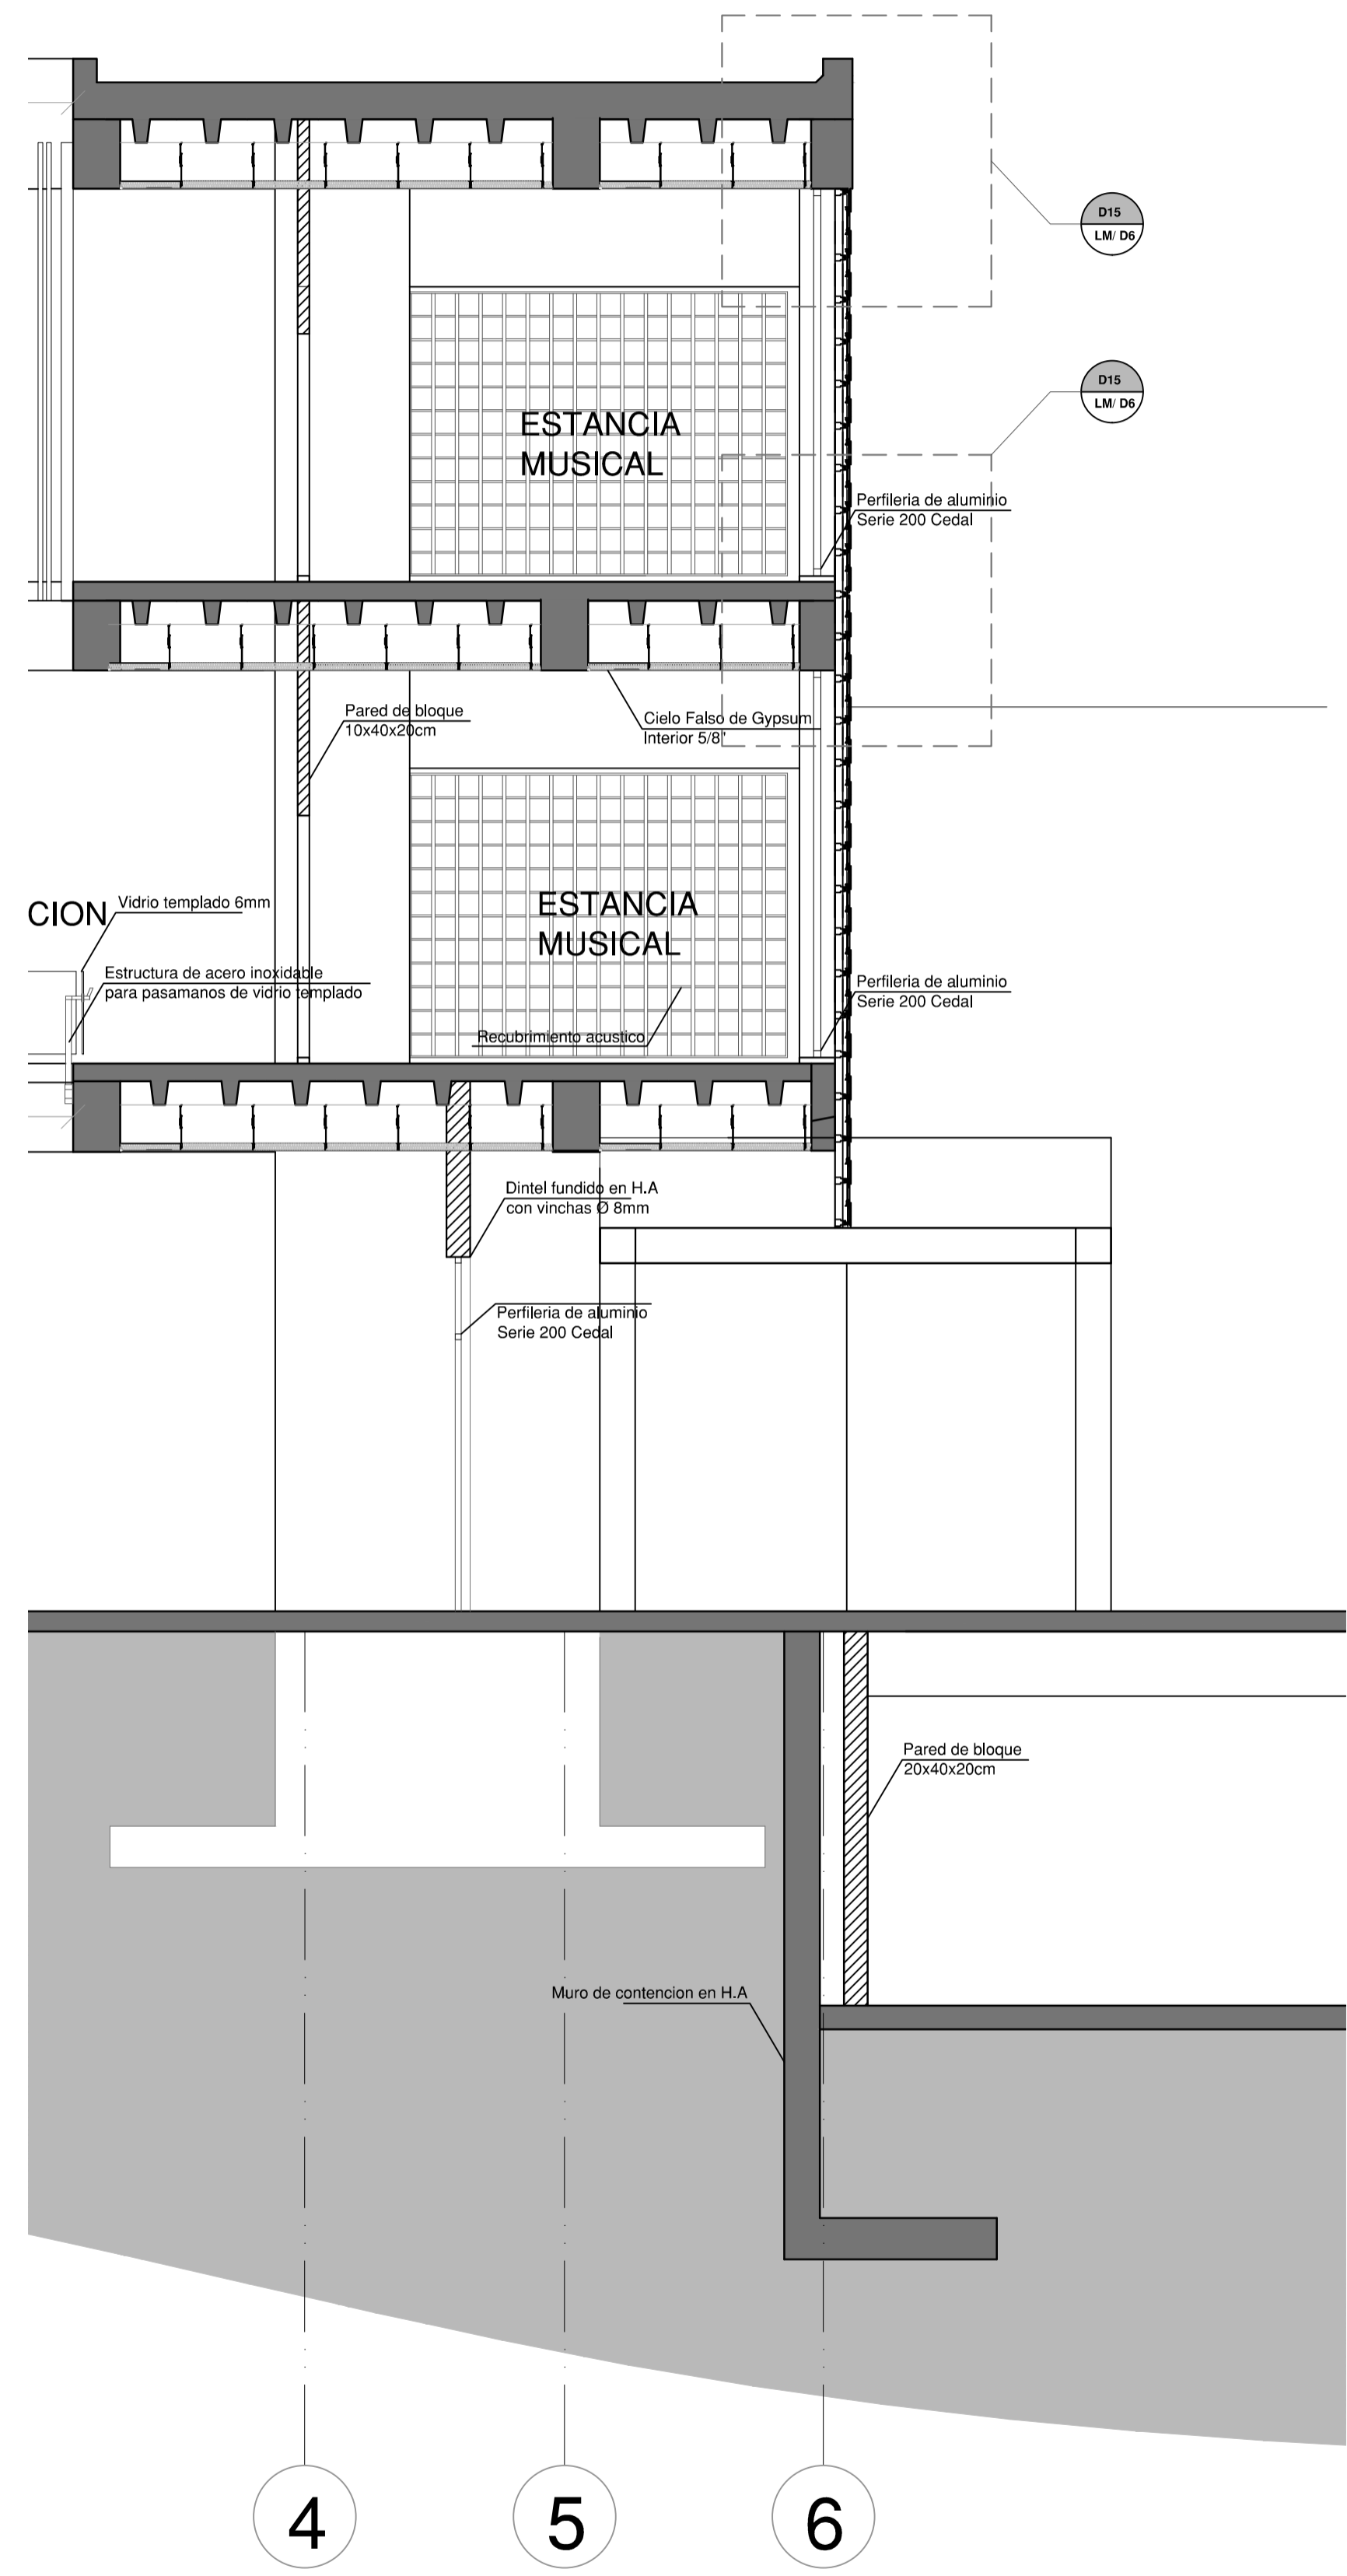 D15
LM/ D6
D15
LM/ D6
ESTANCIA
MUSICAL
Perfileria de aluminio
Serie 200 Cedal
Pared de bloque
10x40x20cm
Cielo Falso de Gypsum
Interior 5/8"
CION
Vidrio templado 6mm
ESTANCIA
MUSICAL
Estructura de acero inoxidable
para pasamanos de vidrio templado
Perfileria de aluminio
Serie 200 Cedal
Recubrimiento acustico
Dintel fundido en H.A
con vinchas Ø 8mm
Perfileria de aluminio
Serie 200 Cedal
Pared de bloque
20x40x20cm
Muro de contencion en H.A
4
5
6